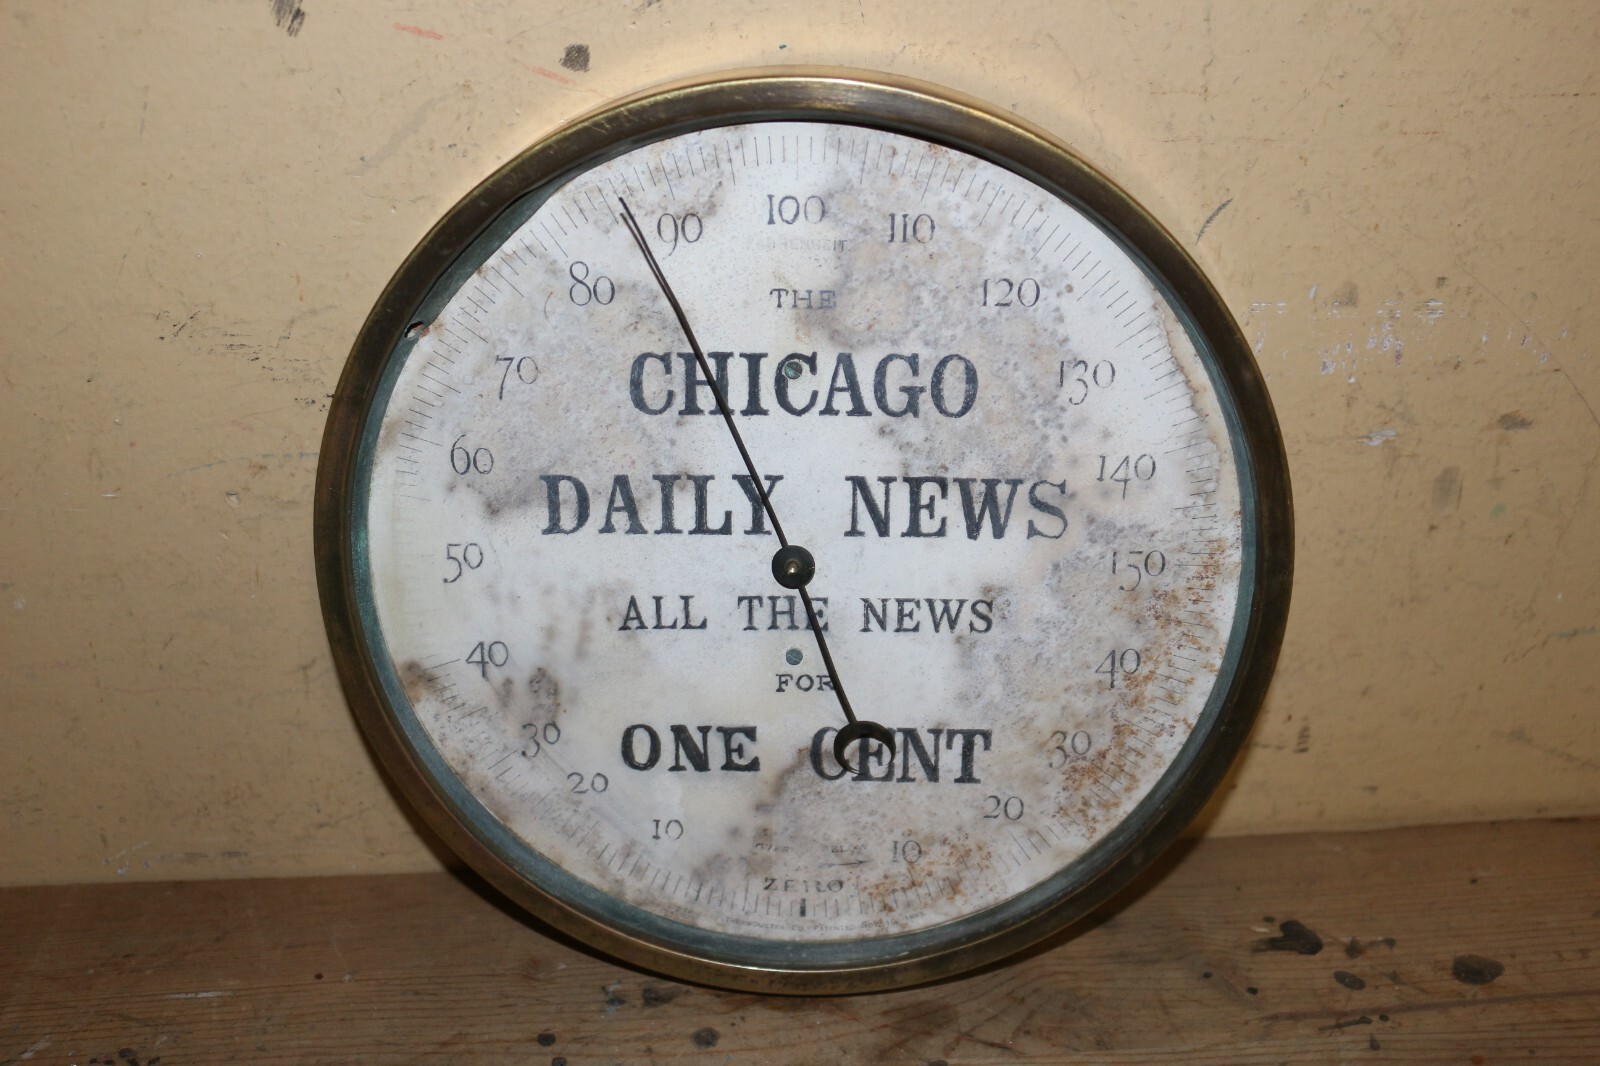 100
90 110
FAHRENHEIT
80 THE 120
70 CHICAGO 130
60 140
DAILY NEWS
50 150
ALL THE NEWS
40 FOR 40
30 ONE CENT 30
20 20
10 10
ZERO